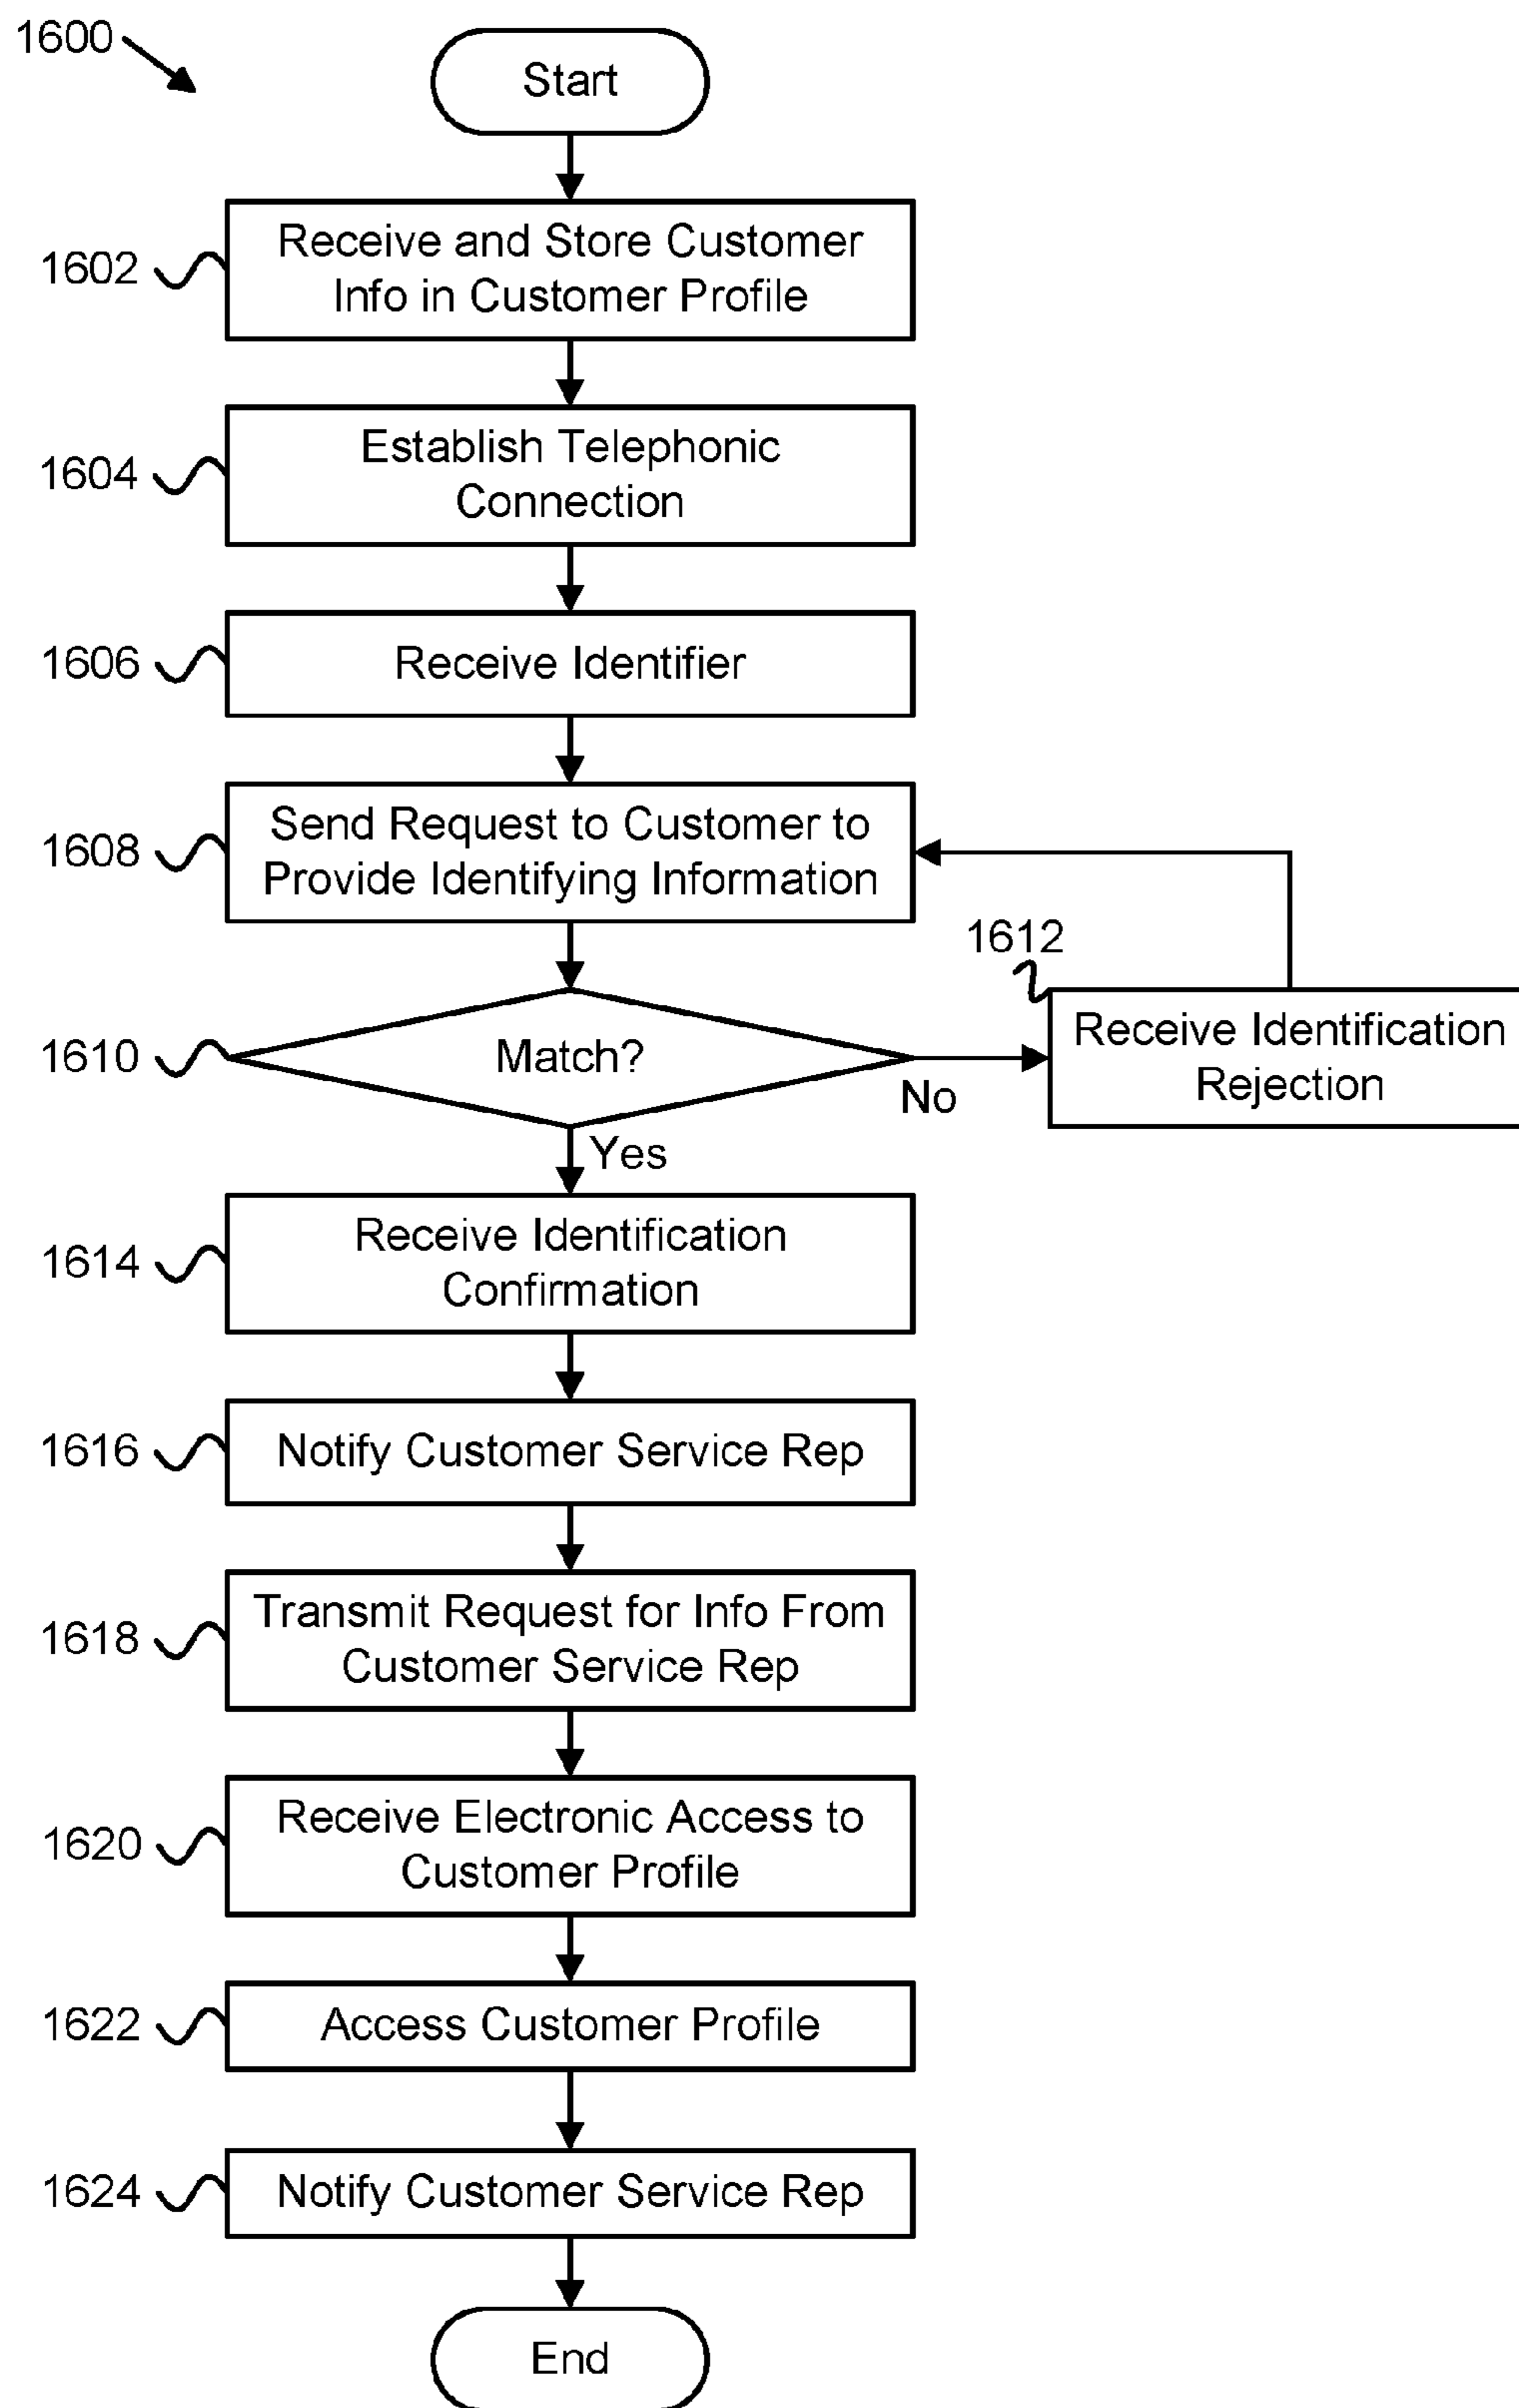 1600
Start
1602
Receive and Store Customer
Info in Customer Profile
1604
Establish Telephonic
Connection
1606
Receive Identifier
1608
Send Request to Customer to
Provide Identifying Information
1612
1610
Match?
No
Receive Identification
Rejection
Yes
1614
Receive Identification
Confirmation
1616
Notify Customer Service Rep
1618
Transmit Request for Info From
Customer Service Rep
1620
Receive Electronic Access to
Customer Profile
1622
Access Customer Profile
1624
Notify Customer Service Rep
End